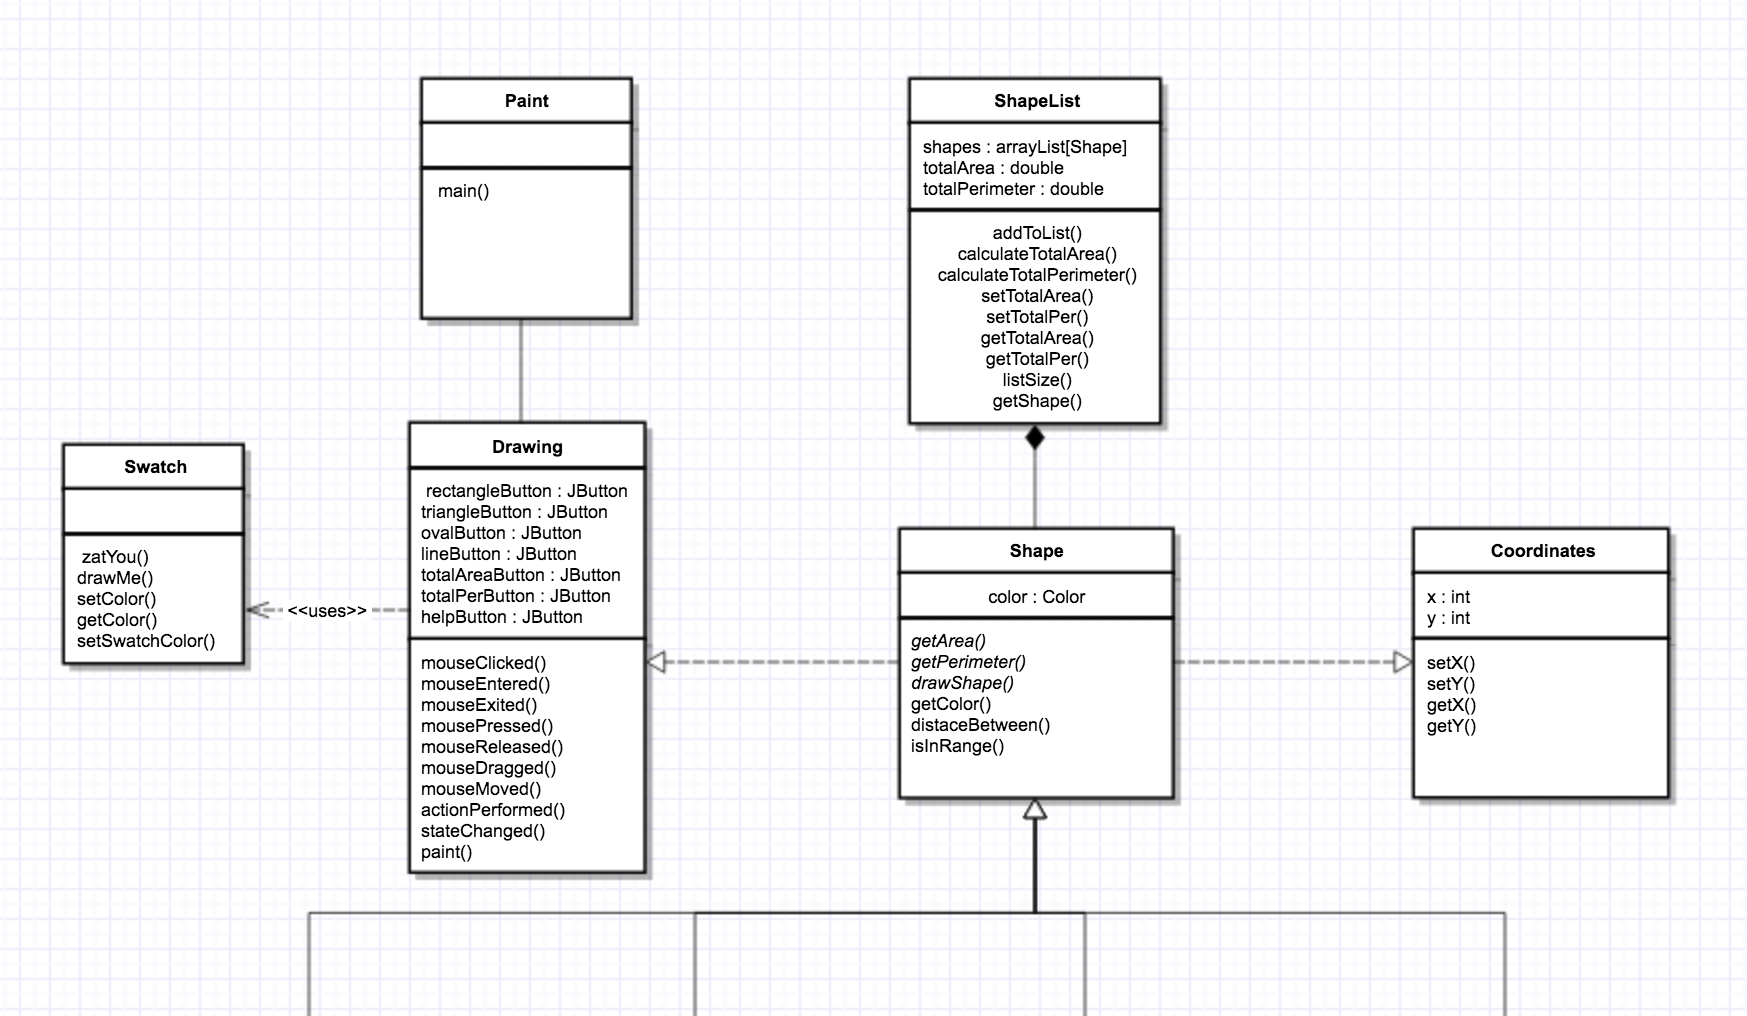 Paint
main()
ShapeList
shapes : arrayList[Shape]
totalArea : double
totalPerimeter : double
addToList()
calculateTotalArea()
calculateTotalPerimeter()
setTotalArea()
setTotalPer()
getTotalArea()
getTotalPer()
listSize()
getShape()
Swatch
zatYou()
drawMe()
setColor()
getColor()
setSwatchColor()
<<uses>>
Drawing
rectangleButton : JButton
triangleButton : JButton
ovalButton : JButton
lineButton : JButton
totalAreaButton : JButton
totalPerButton : JButton
helpButton : JButton
mouseClicked()
mouseEntered()
mouseExited()
mousePressed()
mouseReleased()
mouseDragged()
mouseMoved()
actionPerformed()
stateChanged()
paint()
Shape
color : Color
getArea()
getPerimeter()
drawShape()
getColor()
distaceBetween()
isInRange()
Coordinates
x : int
y : int
setX()
setY()
getX()
getY()